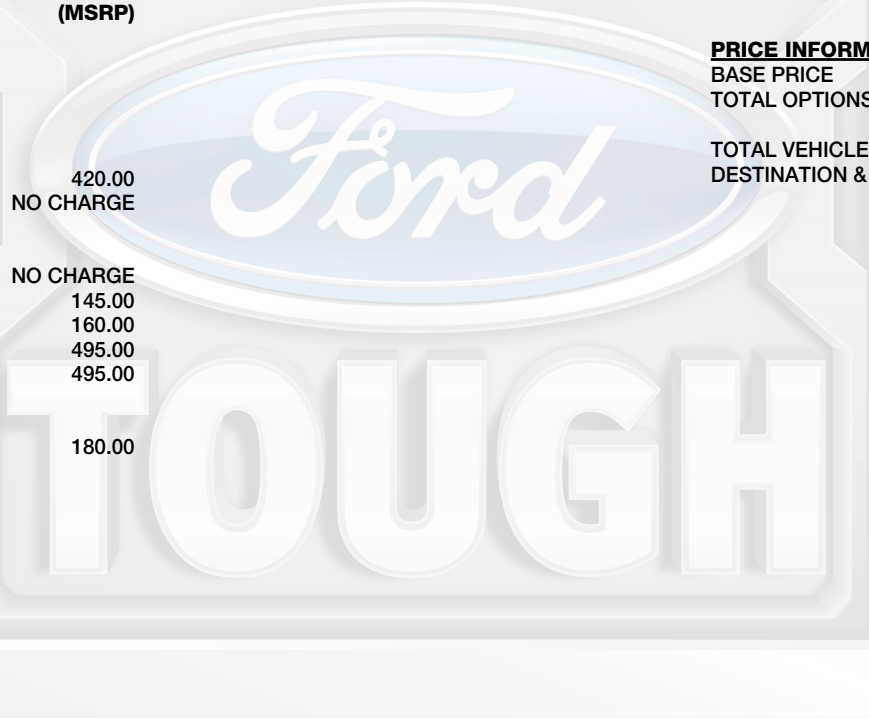 (MSRP)
420.00
NO CHARGE
NO CHARGE
145.00
160.00
495.00
495.00
180.00
PRICE INFORM
BASE PRICE
TOTAL OPTIONS
TOTAL VEHICLE
DESTINATION &
Ford
TOUGH